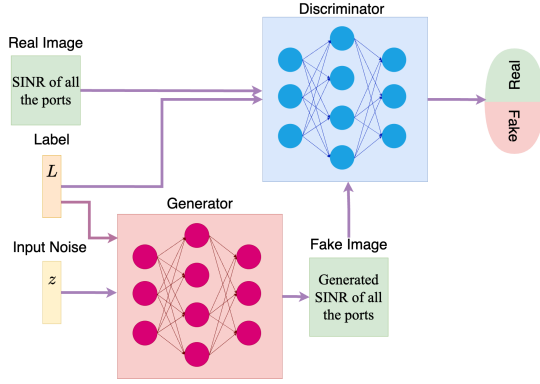 Discriminator
Real Image
SINR of all
the ports
Real
Fake
Label
L
Generator
Input Noise
z
Fake Image
Generated
SINR of all
the ports